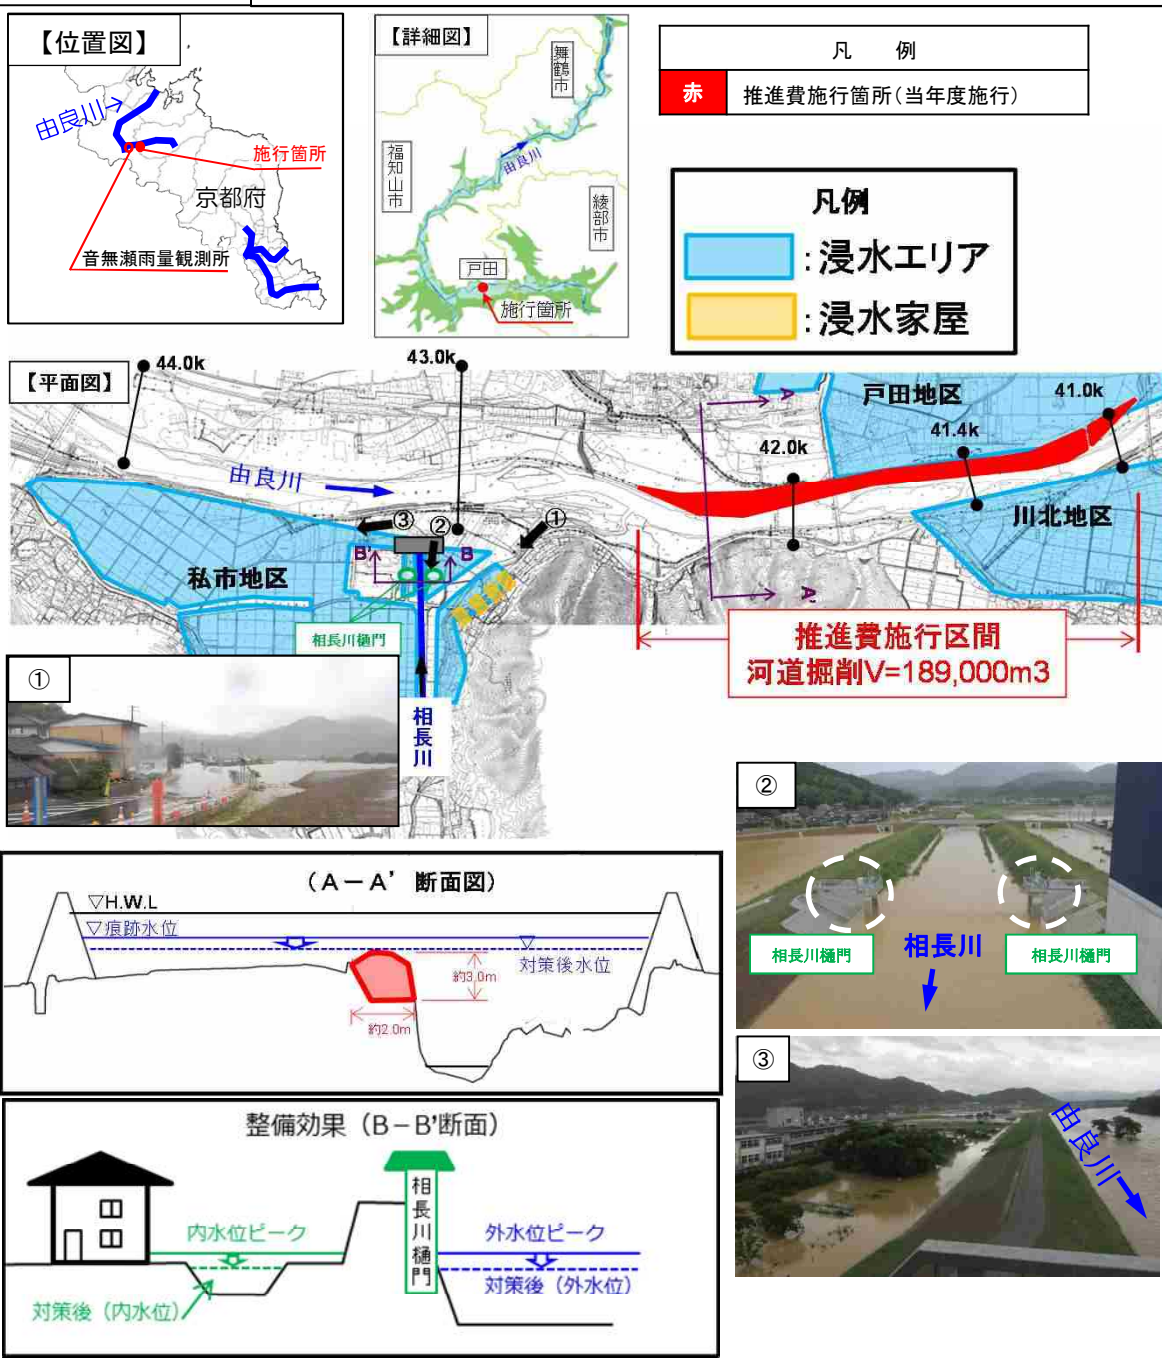 【位置図】
由良川
施行箇所
京都府
音無瀬雨量観測所
【詳細図】
舞鶴市
福知山市
由良川
綾部市
戸田
施行箇所
凡　例
赤
推進費施行箇所（当年度施行）
凡例
：浸水エリア
：浸水家屋
【平面図】
44.0k
43.0k
A
戸田地区
41.0k
41.4k
42.0k
由良川
③
②
①
川北地区
B'
B
私市地区
A'
相長川樋門
推進費施行区間
河道掘削V=189,000m3
①
相長川
②
相長川樋門
相長川
相長川樋門
（A－A’ 断面図）
▽H.W.L
▽痕跡水位
▽
対策後水位
約3.0m
約2.0m
③
由良川
整備効果（B－B'断面）
相長川樋門
内水位ピーク
外水位ピーク
対策後（内水位）
対策後（外水位）